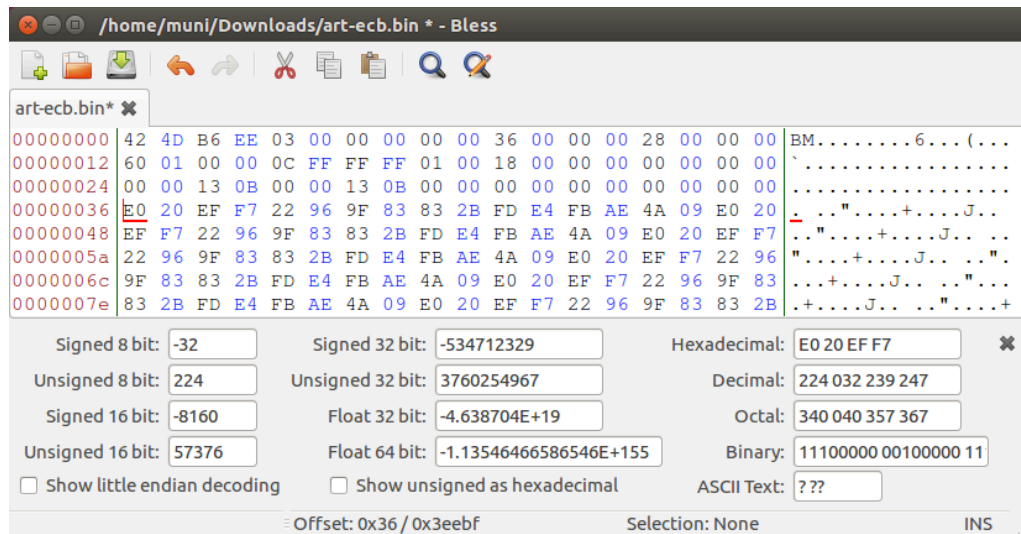 /home/muni/Downloads/art-ecb.bin * - Bless
art-ecb.bin*
00000000 42 4D B6 EE 03 00 00 00 00 00 36 00 00 00 28 00 00 00 BM........6...(...
00000012 60 01 00 00 0C FF FF FF 01 00 18 00 00 00 00 00 00 00 `.................
00000024 00 00 13 0B 00 00 13 0B 00 00 00 00 00 00 00 00 00 00 ..................
00000036 E0 20 EF F7 22 96 9F 83 83 2B FD E4 FB AE 4A 09 E0 20 . .."....+....J.. 
00000048 EF F7 22 96 9F 83 83 2B FD E4 FB AE 4A 09 E0 20 EF F7 .."....+....J.. ..
0000005a 22 96 9F 83 83 2B FD E4 FB AE 4A 09 E0 20 EF F7 22 96 "....+....J.. ..".
0000006c 9F 83 83 2B FD E4 FB AE 4A 09 E0 20 EF F7 22 96 9F 83 ...+....J.. .."...
0000007e 83 2B FD E4 FB AE 4A 09 E0 20 EF F7 22 96 9F 83 83 2B .+....J.. .."....+
Signed 8 bit: -32 Signed 32 bit: -534712329 Hexadecimal: E0 20 EF F7
Unsigned 8 bit: 224 Unsigned 32 bit: 3760254967 Decimal: 224 032 239 247
Signed 16 bit: -8160 Float 32 bit: -4.638704E+19 Octal: 340 040 357 367
Unsigned 16 bit: 57376 Float 64 bit: -1.13546466586546E+155 Binary: 11100000 00100000 11
Show little endian decoding Show unsigned as hexadecimal ASCII Text: ? ??
Offset: 0x36 / 0x3eebf Selection: None INS